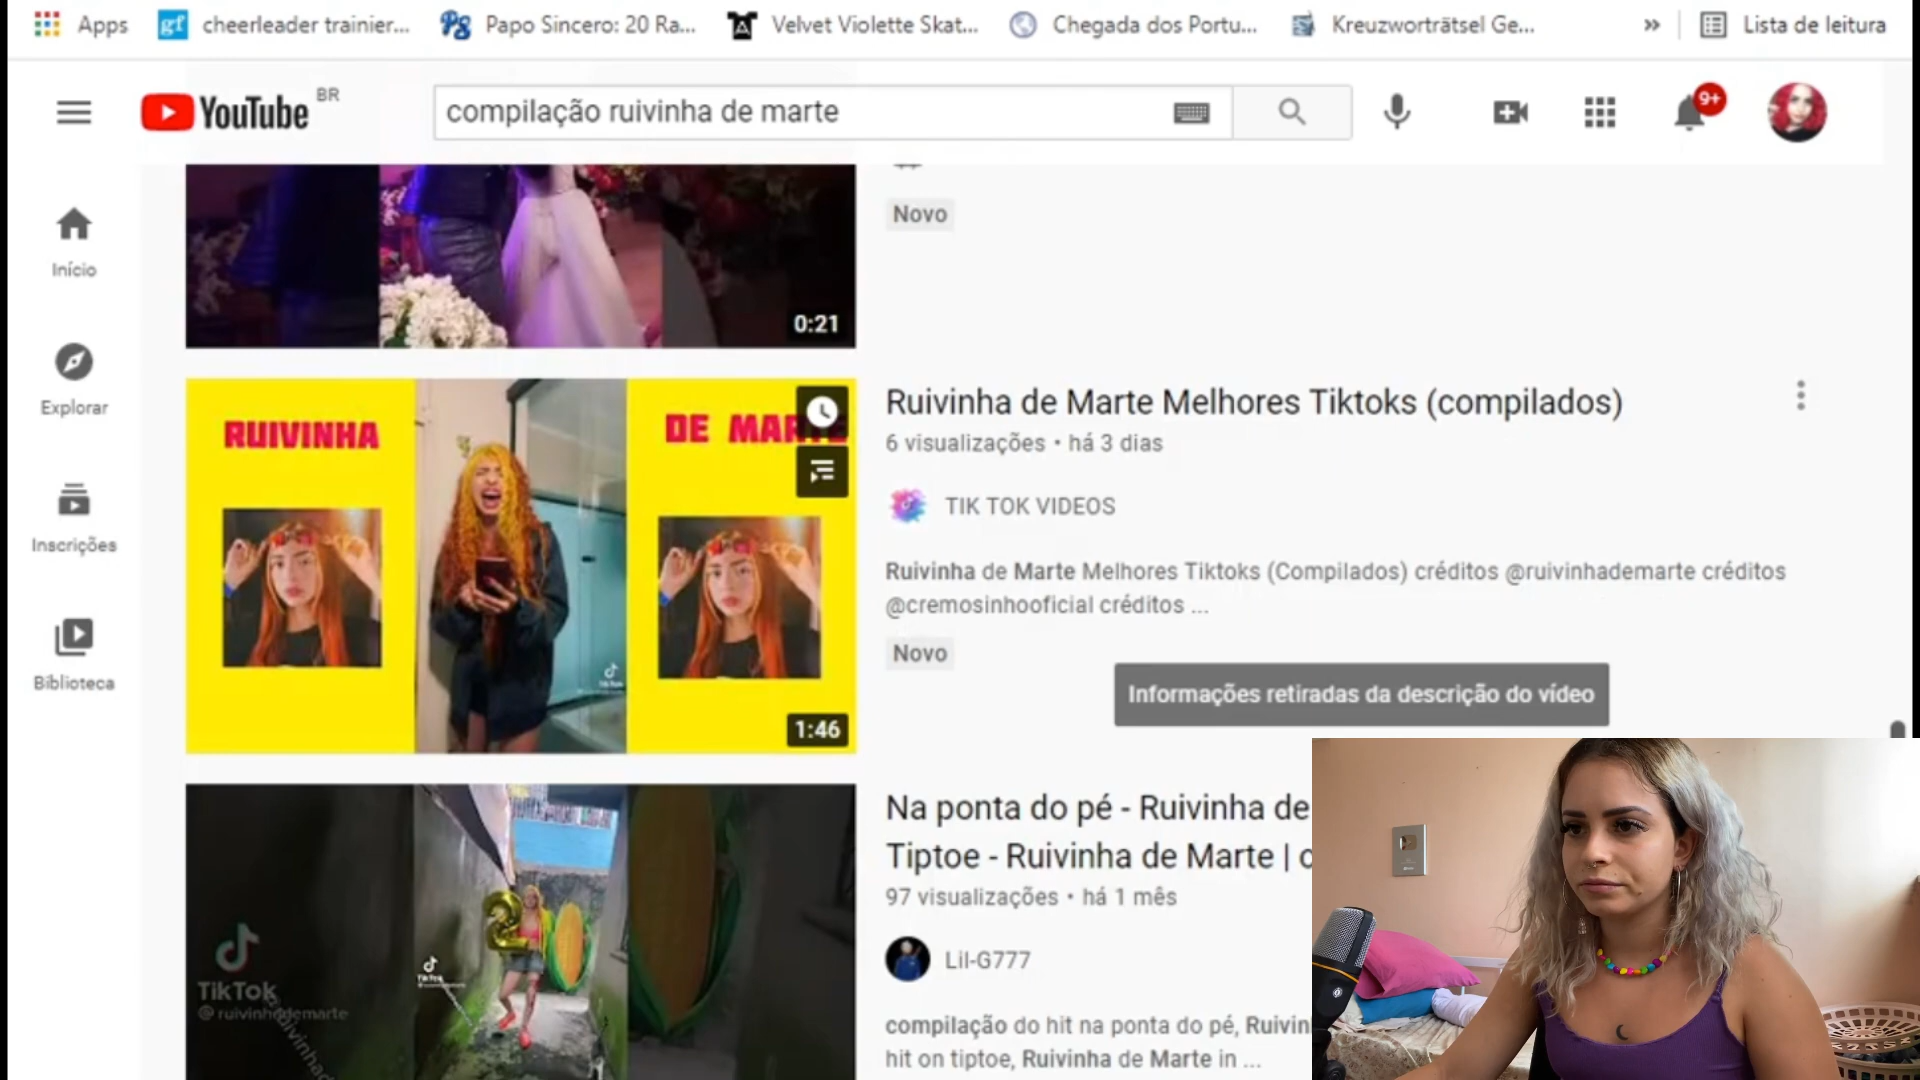 Apps
cheerleader trainier...
Papo Sincero: 20 Ra...
Velvet Violette Skat...
Chegada dos Portu...
Kreuzworträtsel Ge...
»
Lista de leitura
YouTube BR
compilação ruivinha de marte
9+
Novo
Início
0:21
Explorar
RUIVINHA
DE MARTE
Ruivinha de Marte Melhores Tiktoks (compilados)
6 visualizações • há 3 dias
TIK TOK VIDEOS
Inscrições
Ruivinha de Marte Melhores Tiktoks (Compilados) créditos @ruivinhademarte créditos
@cremosinhooficial créditos ...
Novo
Biblioteca
Informações retiradas da descrição do vídeo
1:46
Na ponta do pé - Ruivinha de
Tiptoe - Ruivinha de Marte |
97 visualizações • há 1 mês
2
Lil-G777
TikTok
@ruivinhademarte
TikTok
compilação do hit na ponta do pé,
hit on tiptoe, Ruivinha de Marte in ...